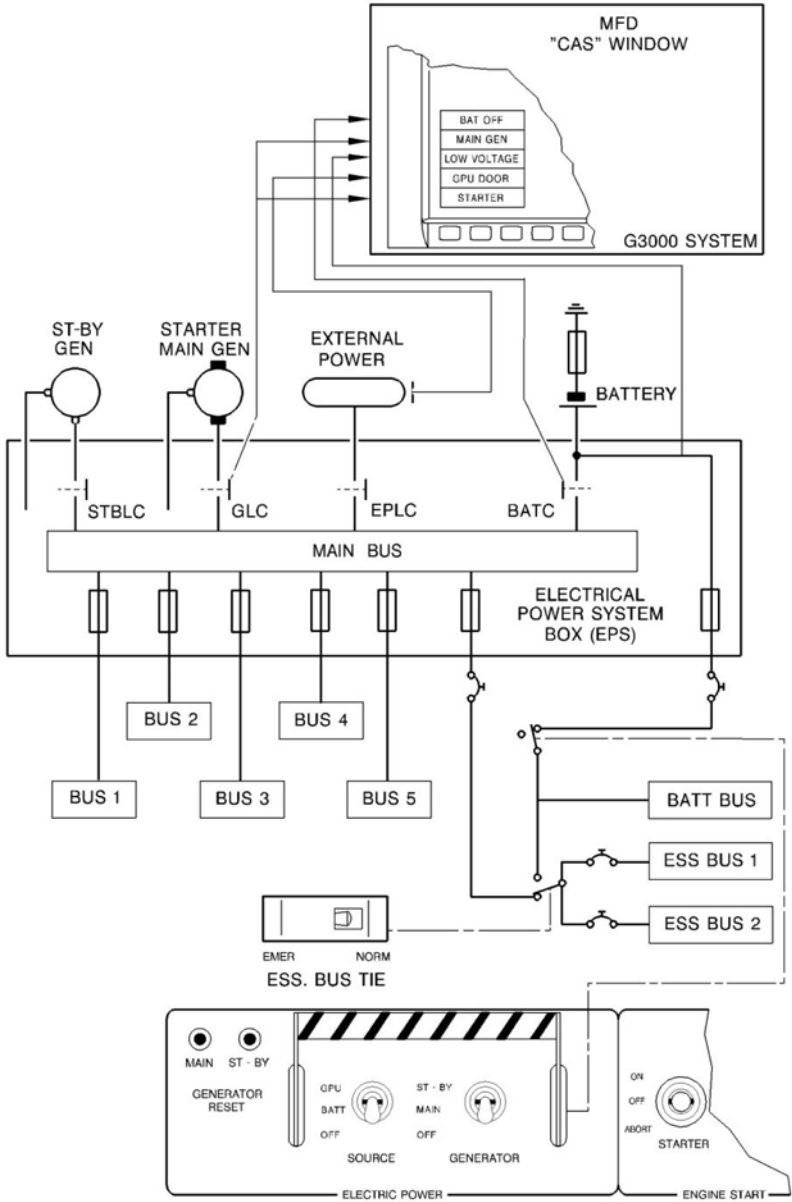 MFD
"CAS" WINDOW
BAT OFF
MAIN GEN
LOW VOLTAGE
GPU DOOR
STARTER
G3000 SYSTEM
ST-BY
GEN
STARTER
MAIN GEN
EXTERNAL
POWER
BATTERY
STBLC
GLC
EPLC
BATC
MAIN BUS
ELECTRICAL
POWER SYSTEM
BOX (EPS)
BUS 2
BUS 4
BUS 1
BUS 3
BUS 5
BATT BUS
ESS BUS 1
ESS BUS 2
EMER
NORM
ESS. BUS TIE
MAIN
ST - BY
GENERATOR
RESET
GPU
BATT
OFF
SOURCE
ST - BY
MAIN
OFF
GENERATOR
ON
OFF
ABORT
STARTER
ELECTRIC POWER
ENGINE START